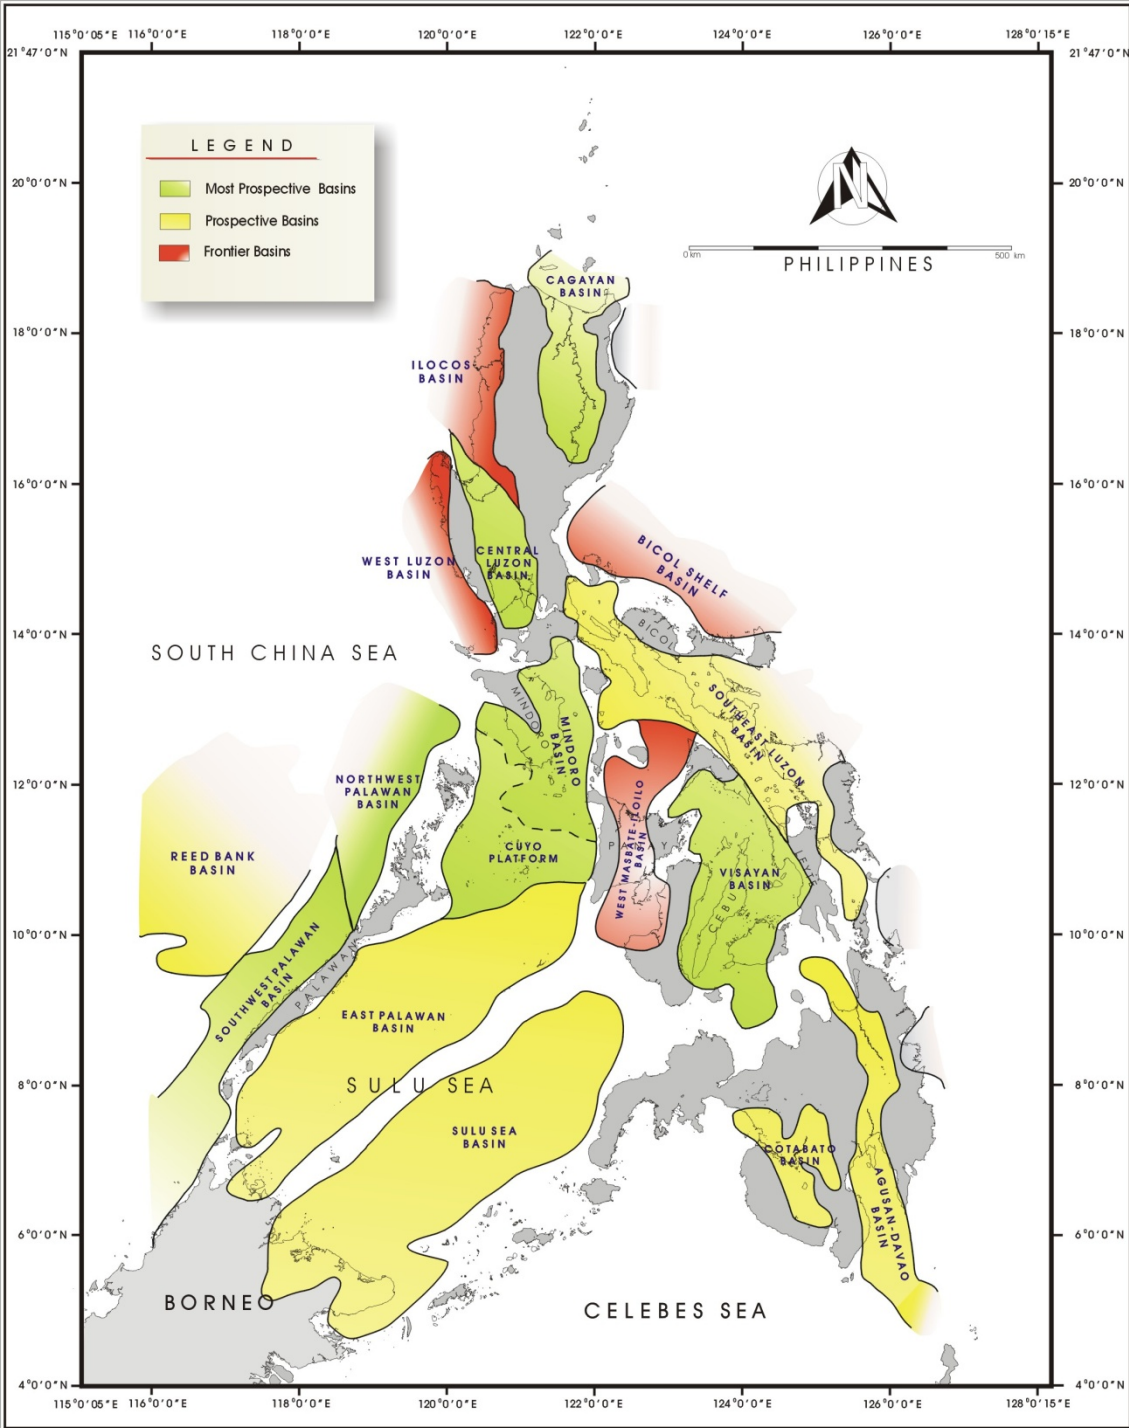 115°0'05"E 116°0'0"E 118°0'0"E 120°0'0"E 122°0'0"E 124°0'0"E 126°0'0"E 128°0'15"E
21°47'0"N 21°47'0"N
LEGEND
Most Prospective Basins
Prospective Basins
Frontier Basins
N
20°0'0"N 20°0'0"N
0 km 500 km
PHILIPPINES
CAGAYAN
BASIN
18°0'0"N 18°0'0"N
ILOCOS
BASIN
16°0'0"N 16°0'0"N
WEST LUZON
BASIN
CENTRAL
LUZON
BASIN
BICOL SHELF
BASIN
14°0'0"N 14°0'0"N
BICOL
SOUTH CHINA SEA
MINDORO
MINDORO
BASIN
SOUTHEAST LUZON
BASIN
12°0'0"N 12°0'0"N
NORTHWEST
PALAWAN
BASIN
REED BANK
BASIN
CUYO
PLATFORM
PANAY
WEST MASBATE-ILOILO
BASIN
VISAYAN
BASIN
CEBU
LEYTE
10°0'0"N 10°0'0"N
SOUTHWEST PALAWAN
BASIN
PALAWAN
EAST PALAWAN
BASIN
8°0'0"N 8°0'0"N
SULU SEA
SULU SEA
BASIN
COTABATO
BASIN
AGUSAN-DAVAO
BASIN
6°0'0"N 6°0'0"N
BORNEO
CELEBES SEA
4°0'0"N 4°0'0"N
115°0'05"E 116°0'0"E 118°0'0"E 120°0'0"E 122°0'0"E 124°0'0"E 126°0'0"E 128°0'15"E